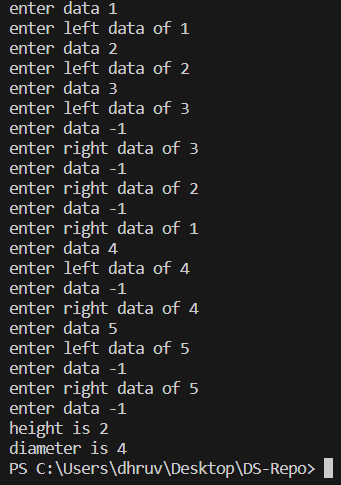 enter data 1
enter left data of 1
enter data 2
enter left data of 2
enter data 3
enter left data of 3
enter data -1
enter right data of 3
enter data -1
enter right data of 2
enter data -1
enter right data of 1
enter data 4
enter left data of 4
enter data -1
enter right data of 4
enter data 5
enter left data of 5
enter data -1
enter right data of 5
enter data -1
height is 2
diameter is 4
PS C:\Users\dhruv\Desktop\DS-Repo>